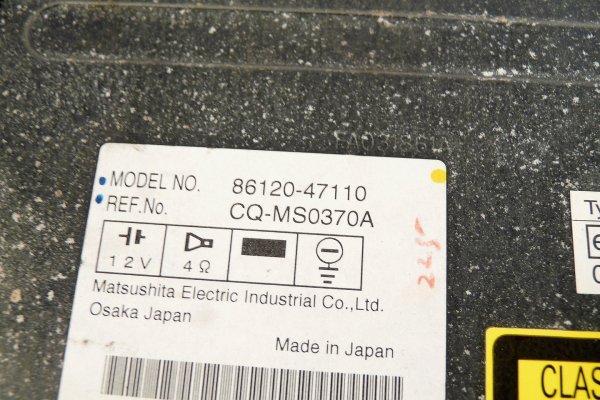 MODEL NO. 86120-47110
REF.No. CQ-MS0370A
12V
4Ω
Matsushita Electric Industrial Co.,Ltd.
Osaka Japan
Made in Japan
CLAS